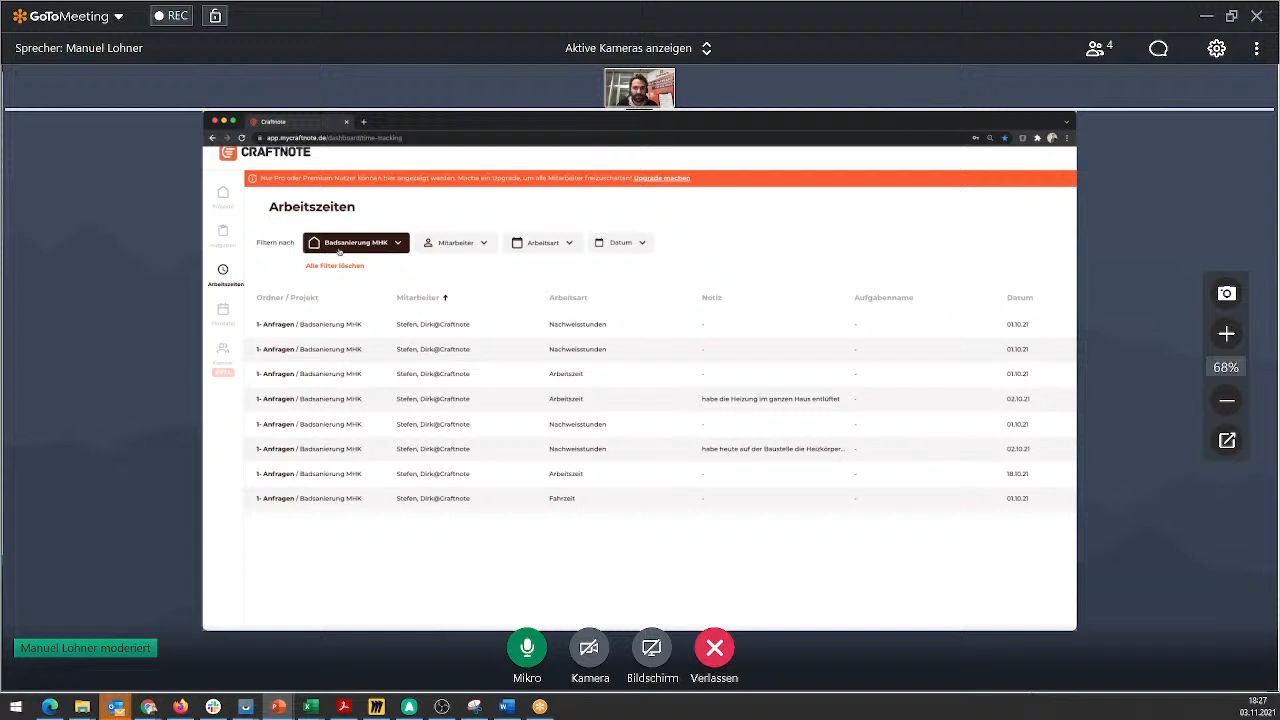 GoToMeeting
REC
Sprecher: Manuel Lohner
Aktive Kameras anzeigen
4
Craftnote
app.mycraftnote.de/dashboard/time-tracking
CRAFTNOTE
Nur Pro oder Premium Nutzer können hier angezeigt werden. Mache ein Upgrade, um alle Mitarbeiter freizuschalten! Upgrade machen
Projekte
Aufgaben
Arbeitszeiten
BETA
Arbeitszeiten
Filtern nach Badsanierung MHK Mitarbeiter Arbeitsart Datum
Alle Filter löschen
Ordner / Projekt Mitarbeiter Arbeitsart Notiz Aufgabenname Datum
1- Anfragen / Badsanierung MHK Stefen, Dirk@Craftnote Nachweisstunden - - 01.10.21
1- Anfragen / Badsanierung MHK Stefen, Dirk@Craftnote Nachweisstunden - - 01.10.21
1- Anfragen / Badsanierung MHK Stefen, Dirk@Craftnote Arbeitszeit - - 01.10.21
1- Anfragen / Badsanierung MHK Stefen, Dirk@Craftnote Arbeitszeit habe die Heizung im ganzen Haus entlüftet - 02.10.21
1- Anfragen / Badsanierung MHK Stefen, Dirk@Craftnote Nachweisstunden - - 01.10.21
1- Anfragen / Badsanierung MHK Stefen, Dirk@Craftnote Nachweisstunden habe heute auf der Baustelle die Heizkörper... - 02.10.21
1- Anfragen / Badsanierung MHK Stefen, Dirk@Craftnote Arbeitszeit - - 18.10.21
1- Anfragen / Badsanierung MHK Stefen, Dirk@Craftnote Fahrzeit - - 01.10.21
68%
Manuel Lohner moderiert
Mikro Kamera Bildschirm Verlassen
18:27
03.11.2021